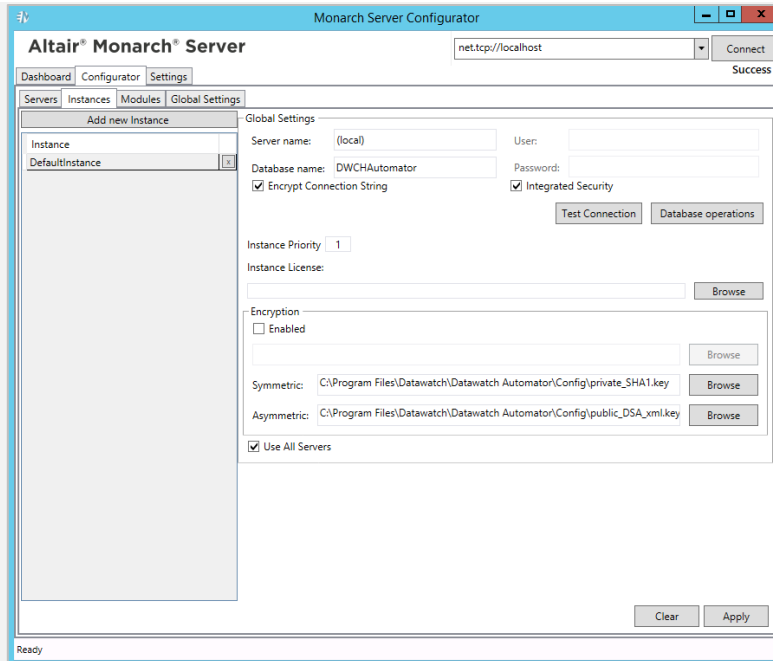 Monarch Server Configurator
Altair® Monarch® Server
net.tcp://localhost
Connect
Success
Dashboard Configurator Settings
Servers Instances Modules Global Settings
Add new Instance
Instance
DefaultInstance x
Global Settings
Server name: (local) User:
Database name: DWCHAutomator Password:
Encrypt Connection String Integrated Security
Test Connection Database operations
Instance Priority 1
Instance License:
Browse
Encryption
Enabled
Browse
Symmetric: C:\Program Files\Datawatch\Datawatch Automator\Config\private_SHA1.key Browse
Asymmetric: C:\Program Files\Datawatch\Datawatch Automator\Config\public_DSA_xml.key Browse
Use All Servers
Clear Apply
Ready